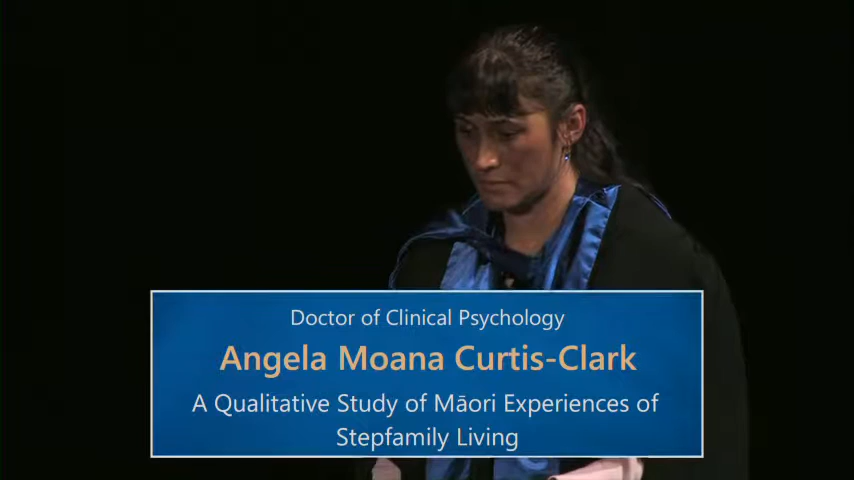 Doctor of Clinical Psychology
Angela Moana Curtis-Clark
A Qualitative Study of Māori Experiences of
Stepfamily Living